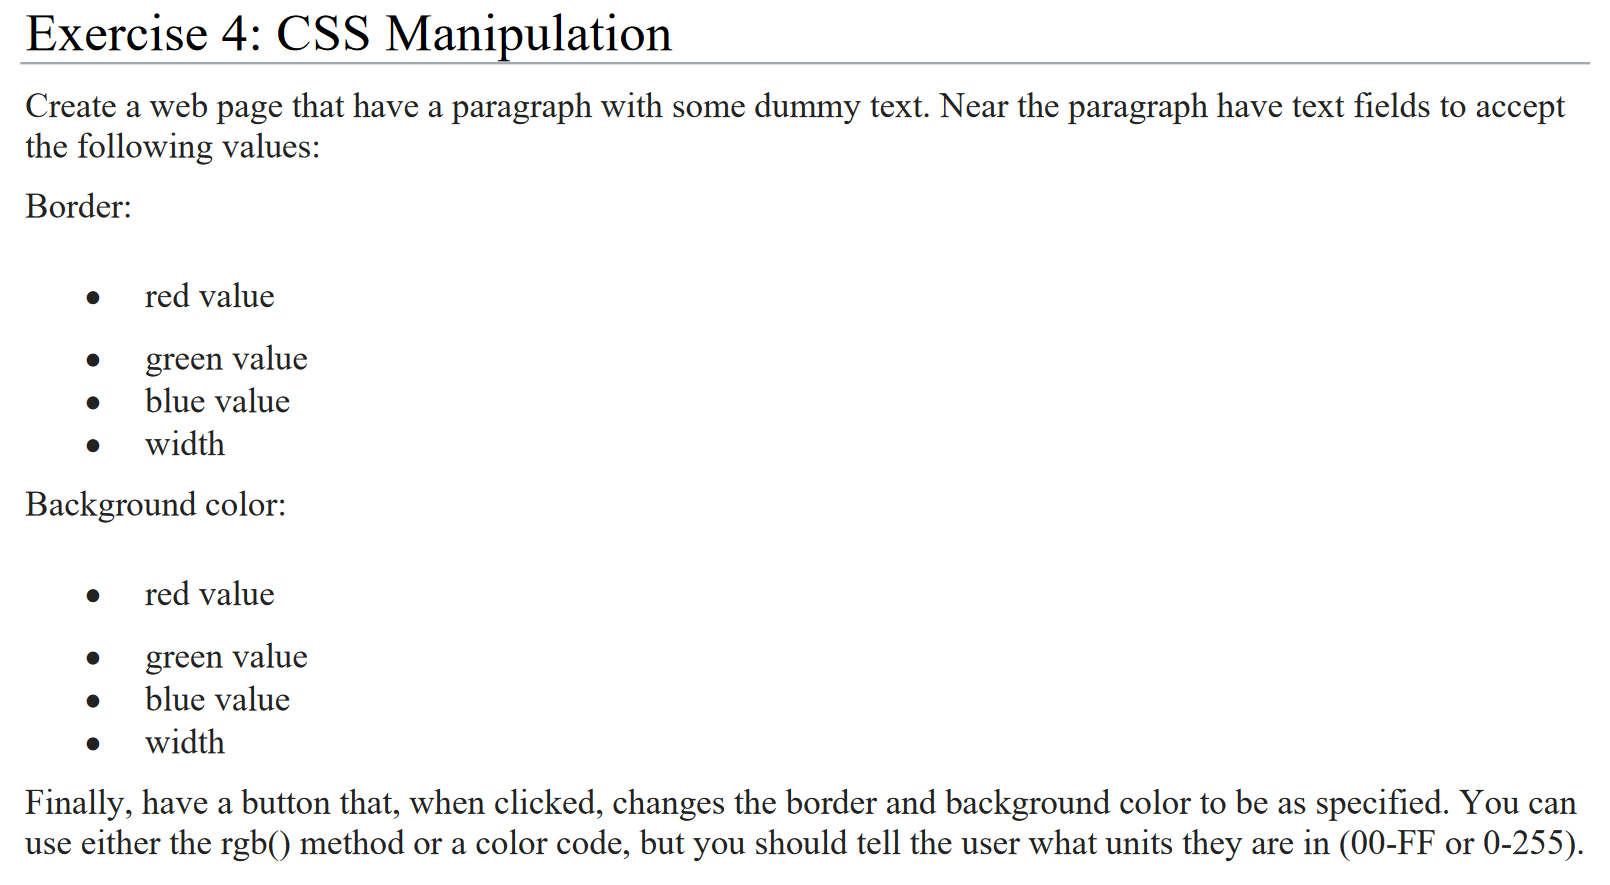 Exercise 4: CSS Manipulation
Create a web page that have a paragraph with some dummy text. Near the paragraph have text fields to accept
the following values:
Border:
● red value
● green value
● blue value
● width
Background color:
● red value
● green value
● blue value
● width
Finally, have a button that, when clicked, changes the border and background color to be as specified. You can
use either the rgb() method or a color code, but you should tell the user what units they are in (00-FF or 0-255).